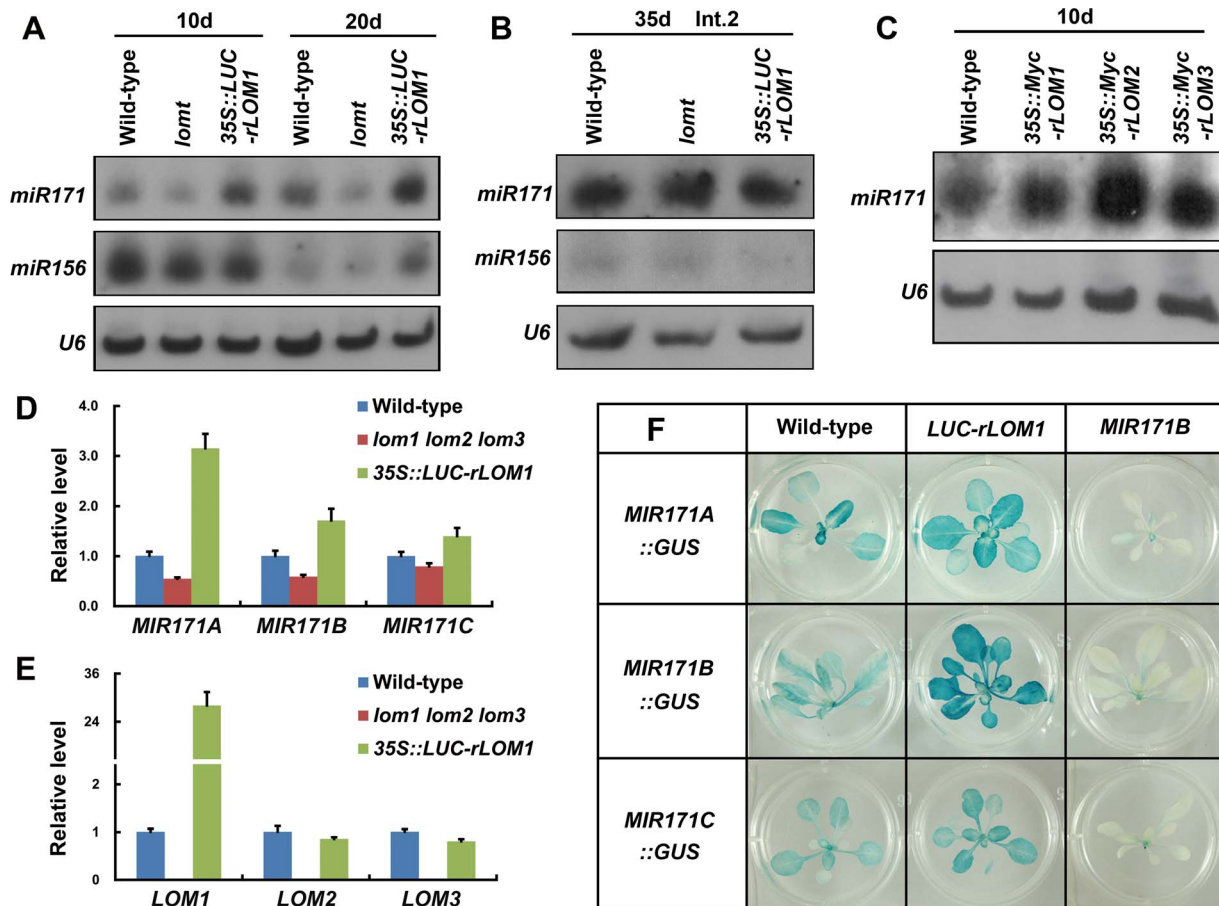 A
10d
20d
Wild-type
lomt
35S::LUC
-rLOM1
Wild-type
lomt
35S::LUC
-rLOM1
miR171
miR156
U6
B
35d Int.2
Wild-type
lomt
35S::LUC
-rLOM1
miR171
miR156
U6
C
10d
Wild-type
35S::Myc
-rLOM1
35S::Myc
-rLOM2
35S::Myc
-rLOM3
miR171
U6
D
Relative level
4.0
3.0
2.0
1.0
0.0
Wild-type
lom1 lom2 lom3
35S::LUC-rLOM1
MIR171A
MIR171B
MIR171C
E
Relative level
36
24
2
1
0
Wild-type
lom1 lom2 lom3
35S::LUC-rLOM1
LOM1
LOM2
LOM3
F
Wild-type
LUC-rLOM1
MIR171B
MIR171A
::GUS
MIR171B
::GUS
MIR171C
::GUS